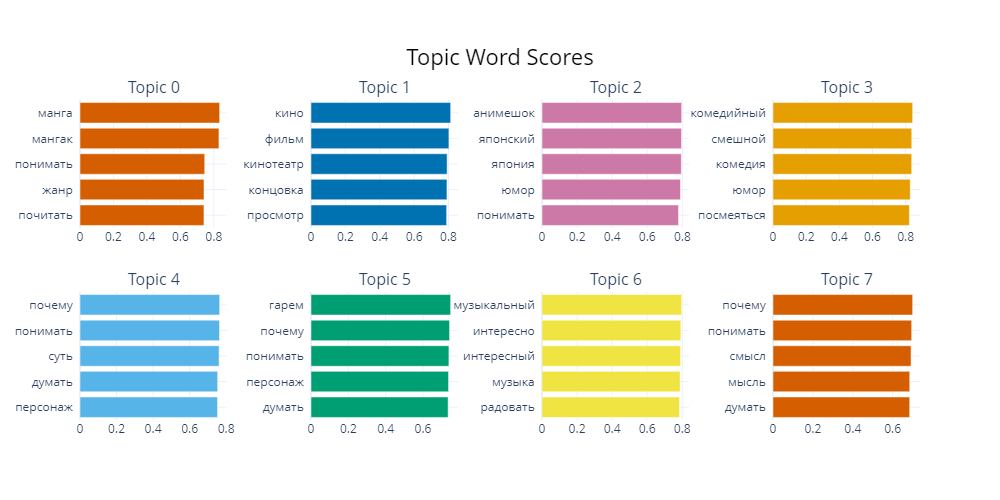 Topic Word Scores
Topic 0
манга
мангак
понимать
жанр
почитать
0 0.2 0.4 0.6 0.8
Topic 1
кино
фильм
кинотеатр
концовка
просмотр
0 0.2 0.4 0.6 0.8
Topic 2
анимешок
японский
япония
юмор
понимать
0 0.2 0.4 0.6 0.8
Topic 3
комедийный
смешной
комедия
юмор
посмеяться
0 0.2 0.4 0.6 0.8
Topic 4
почему
понимать
суть
думать
персонаж
0 0.2 0.4 0.6 0.8
Topic 5
гарем
почему
понимать
персонаж
думать
0 0.2 0.4 0.6
Topic 6
музыкальный
интересно
интересный
музыка
радовать
0 0.2 0.4 0.6 0.8
Topic 7
почему
понимать
смысл
мысль
думать
0 0.2 0.4 0.6